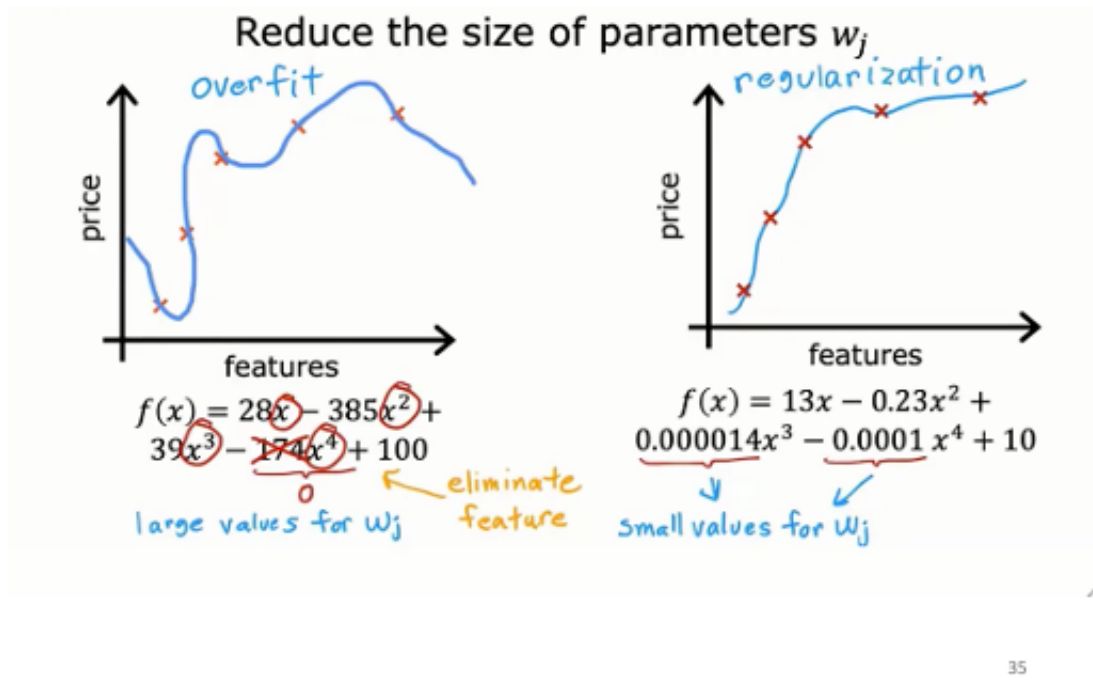 Reduce the size of parameters wⱼ
overfit
price
features
f(x) = 28x − 385x² +
39x³ − 174x⁴ + 100
0
eliminate
feature
large values for wⱼ
regularization
price
features
f(x) = 13x − 0.23x² +
0.000014x³ − 0.0001 x⁴ + 10
small values for wⱼ
35